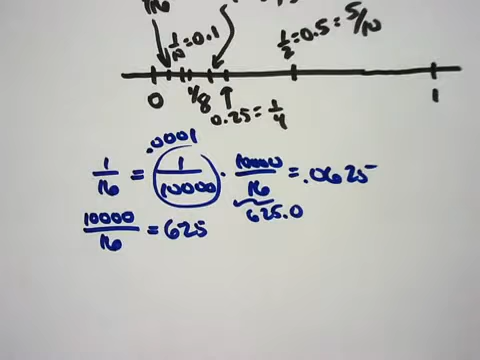 1/10 = 0.1
1/2 = 0.5 = 5/10
0 1/8 1
0.25 = 1/4
.0001
1/16 = 1/10000 · 10000/16 = .0625
625.0
10000/16 = 625